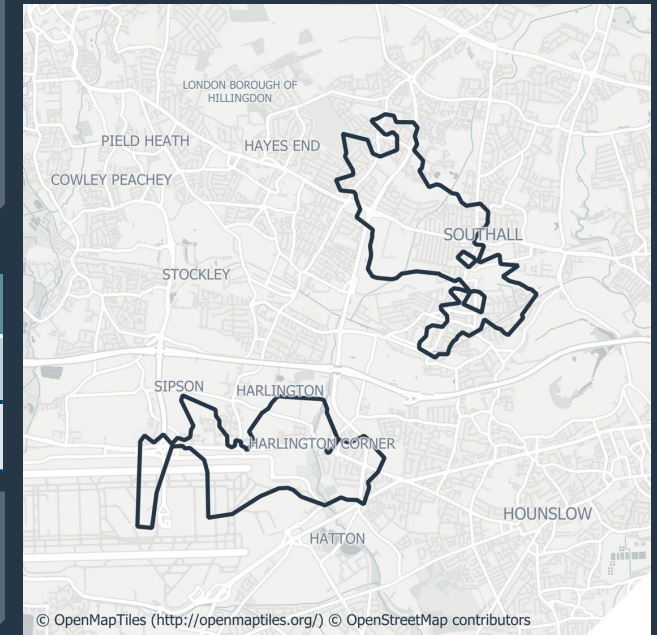 LONDON BOROUGH OF
HILLINGDON
PIELD HEATH
HAYES END
COWLEY PEACHEY
SOUTHALL
STOCKLEY
SIPSON
HARLINGTON
HARLINGTON CORNER
HOUNSLOW
HATTON
© OpenMapTiles (http://openmaptiles.org/) © OpenStreetMap contributors